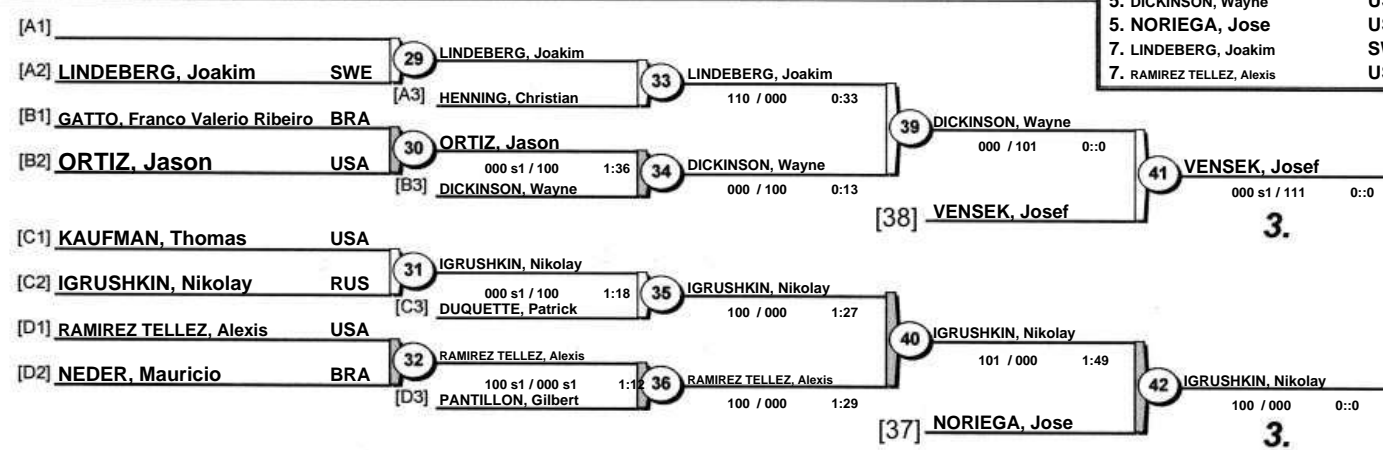 5. DICKINSON, Wayne
5. NORIEGA, Jose
7. LINDEBERG, Joakim
7. RAMIREZ TELLEZ, Alexis
[A1]
[A2] LINDEBERG, Joakim SWE
29
LINDEBERG, Joakim
[A3] HENNING, Christian
33
LINDEBERG, Joakim
110 / 000 0:33
[B1] GATTO, Franco Valerio Ribeiro BRA
[B2] ORTIZ, Jason USA
30
ORTIZ, Jason
000 s1 / 100 1:36
[B3] DICKINSON, Wayne
34
DICKINSON, Wayne
000 / 100 0:13
39
DICKINSON, Wayne
000 / 101 0::0
[38] VENSEK, Josef
41
VENSEK, Josef
000 s1 / 111 0::0
3.
[C1] KAUFMAN, Thomas USA
[C2] IGRUSHKIN, Nikolay RUS
31
IGRUSHKIN, Nikolay
000 s1 / 100 1:18
[C3] DUQUETTE, Patrick
35
IGRUSHKIN, Nikolay
100 / 000 1:27
[D1] RAMIREZ TELLEZ, Alexis USA
[D2] NEDER, Mauricio BRA
32
RAMIREZ TELLEZ, Alexis
100 s1 / 000 s1 1:12
[D3] PANTILLON, Gilbert
36
RAMIREZ TELLEZ, Alexis
100 / 000 1:29
40
IGRUSHKIN, Nikolay
101 / 000 1:49
[37] NORIEGA, Jose
42
IGRUSHKIN, Nikolay
100 / 000 0::0
3.